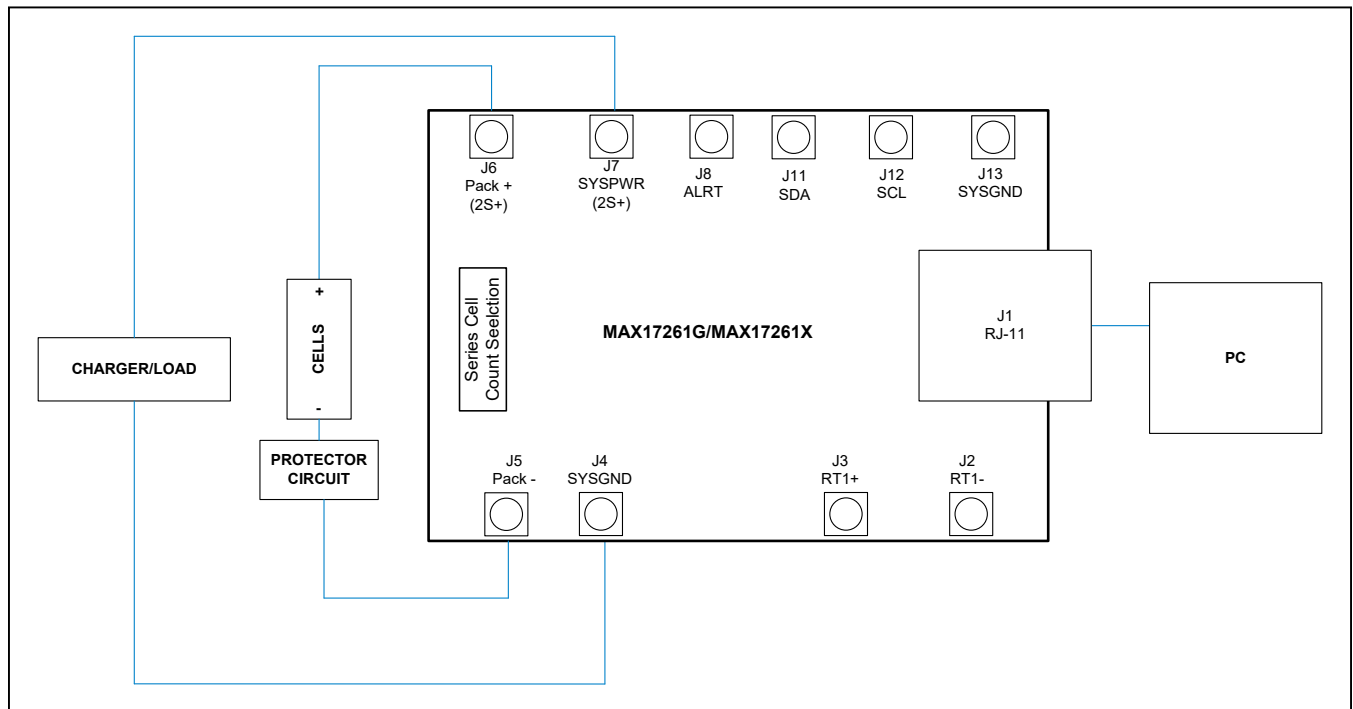 J6
Pack +
(2S+)
J7
SYSPWR
(2S+)
J8
ALRT
J11
SDA
J12
SCL
J13
SYSGND
CHARGER/LOAD
+
CELLS
-
PROTECTOR
CIRCUIT
Series Cell
Count Seelction
MAX17261G/MAX17261X
J1
RJ-11
PC
J5
Pack -
J4
SYSGND
J3
RT1+
J2
RT1-